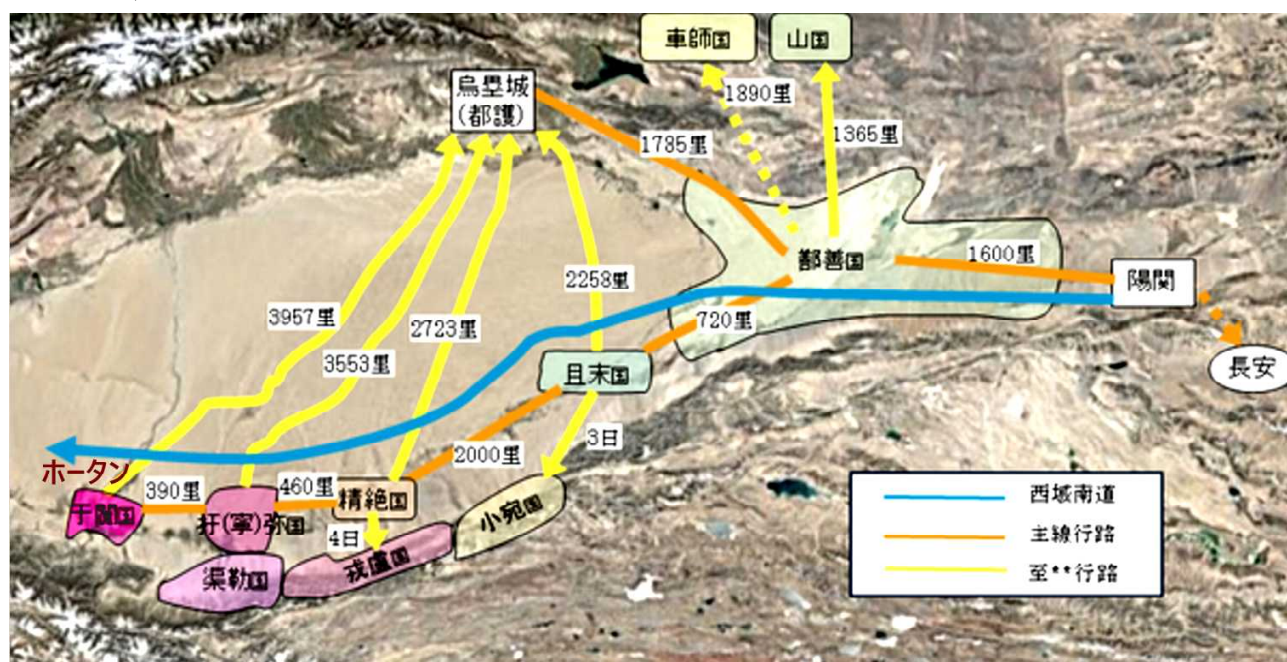 車師国
山国
烏塁城
(都護)
1890里
1785里
1365里
鄯善国
1600里
陽関
長安
2258里
720里
3957里
2723里
3553里
且末国
3日
2000里
ホータン
于闐国
390里
扜(寧)弥国
460里
精絶国
4日
戎盧国
小宛国
渠勒国
西域南道
主線行路
至**行路